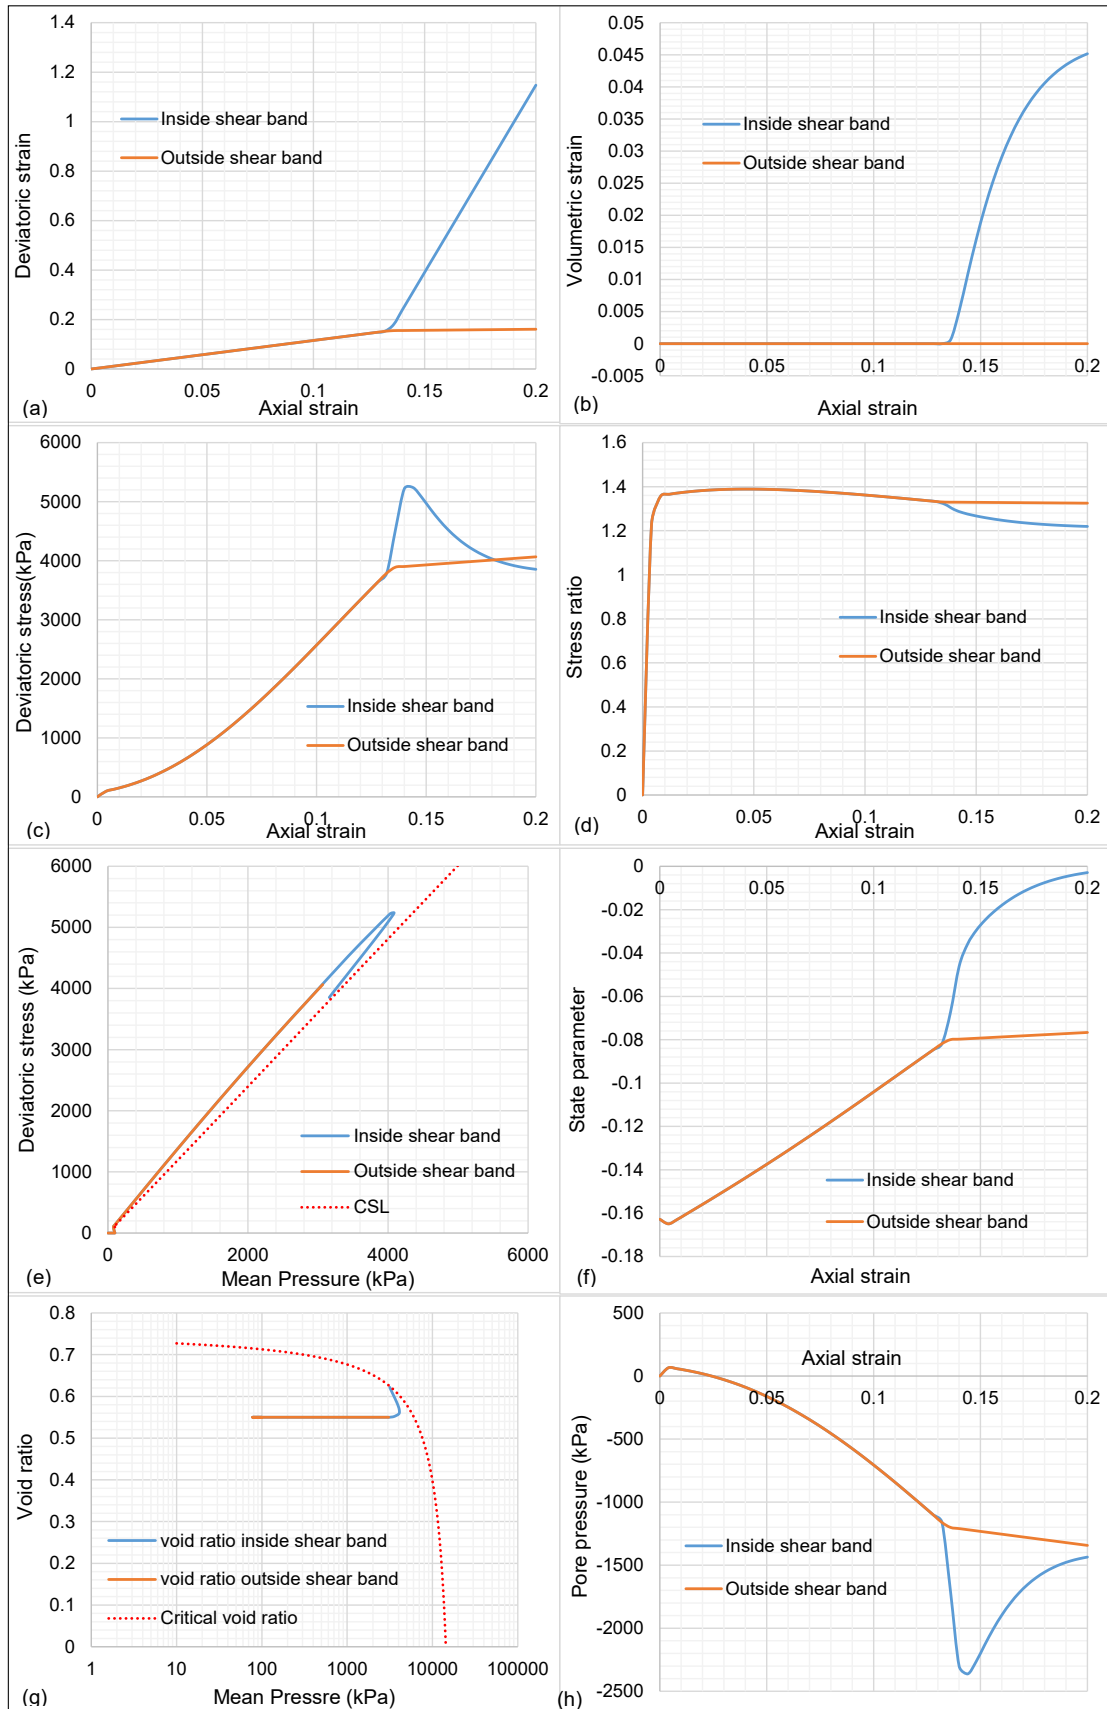 1.4
1.2
1
0.8
0.6
0.4
0.2
0
Deviatoric strain
Inside shear band
Outside shear band
0 0.05 0.1 0.15 0.2
(a) Axial strain
0.05
0.045
0.04
0.035
0.03
0.025
0.02
0.015
0.01
0.005
0
-0.005
Volumetric strain
Inside shear band
Outside shear band
0 0.05 0.1 0.15 0.2
(b) Axial strain
6000
5000
4000
3000
2000
1000
0
Deviatoric stress(kPa)
Inside shear band
Outside shear band
0 0.05 0.1 0.15 0.2
(c) Axial strain
1.6
1.4
1.2
1
0.8
0.6
0.4
0.2
0
Stress ratio
Inside shear band
Outside shear band
0 0.05 0.1 0.15 0.2
(d) Axial strain
6000
5000
4000
3000
2000
1000
0
Deviatoric stress (kPa)
Inside shear band
Outside shear band
CSL
0 2000 4000 6000
(e) Mean Pressure (kPa)
0
-0.02
-0.04
-0.06
-0.08
-0.1
-0.12
-0.14
-0.16
-0.18
State parameter
0 0.05 0.1 0.15 0.2
Inside shear band
Outside shear band
(f) Axial strain
0.8
0.7
0.6
0.5
0.4
0.3
0.2
0.1
0
Void ratio
void ratio inside shear band
void ratio outside shear band
Critical void ratio
1 10 100 1000 10000 100000
(g) Mean Pressre (kPa)
500
0
-500
-1000
-1500
-2000
-2500
Pore pressure (kPa)
Axial strain
0 0.05 0.1 0.15 0.2
Inside shear band
Outside shear band
(h)